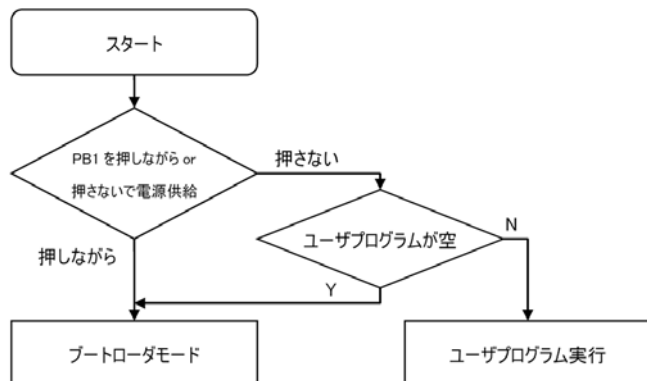 スタート
PB1 を押しながら or
押さないで電源供給
押さない
ユーザプログラムが空
N
押しながら
Y
ブートローダモード
ユーザプログラム実行